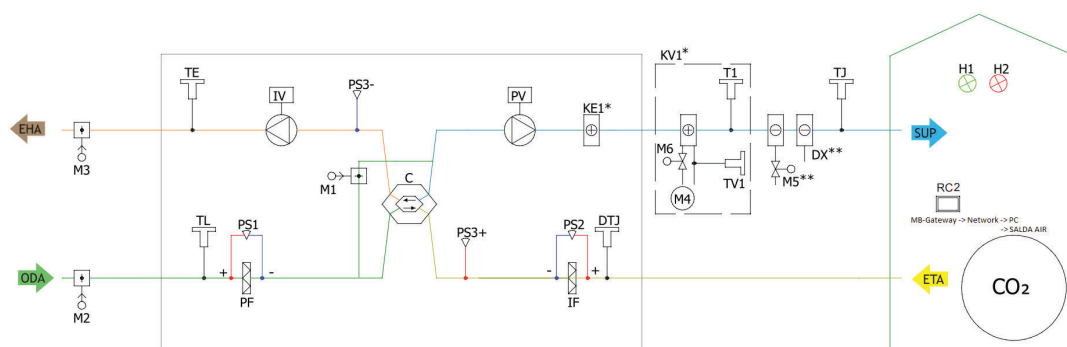 TE
IV
PS3-
PV
KE1*
KV1*
T1
TJ
H1
H2
EHA
M3
M1
C
M6
TV1
M4
DX**
M5**
SUP
RC2
MB-Gateway -> Network -> PC
-> SALDA AIR
TL
PS1
PS3+
PS2
DTJ
ODA
M2
+
-
PF
-
+
IF
ETA
CO₂